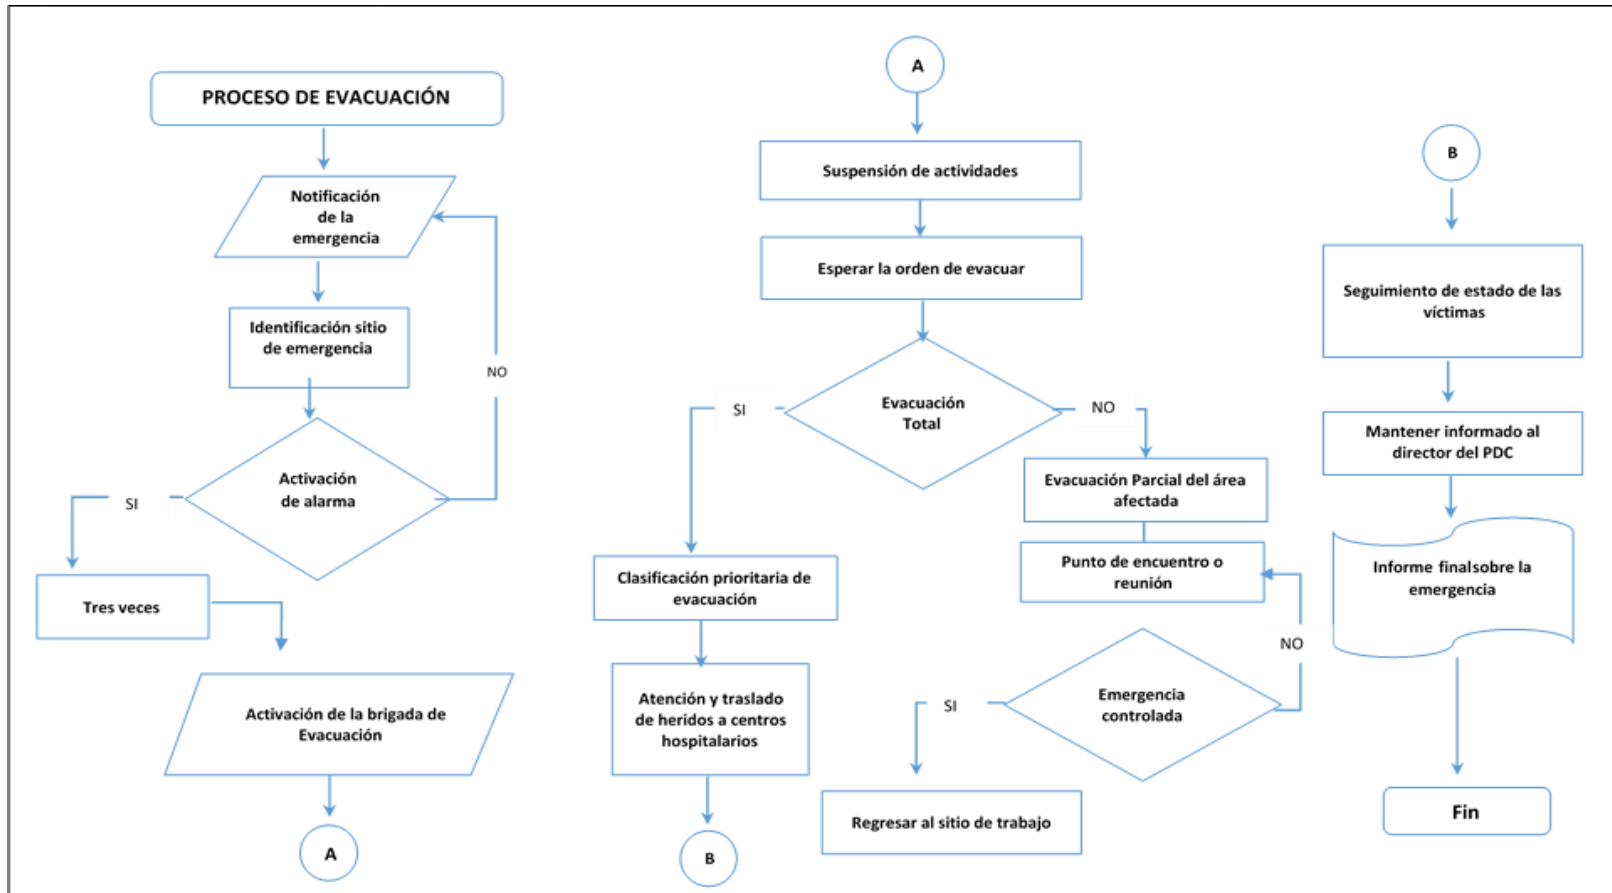 PROCESO DE EVACUACIÓN
Notificación
de la
emergencia
Identificación sitio
de emergencia
NO
Activación
de alarma
SI
Tres veces
Activación de la brigada de
Evacuación
A
A
Suspensión de actividades
Esperar la orden de evacuar
Evacuación
Total
SI
NO
Clasificación prioritaria de
evacuación
Atención y traslado
de heridos a centros
hospitalarios
B
Evacuación Parcial del área
afectada
Punto de encuentro o
reunión
NO
Emergencia
controlada
SI
Regresar al sitio de trabajo
B
Seguimiento de estado de las
víctimas
Mantener informado al
director del PDC
Informe finalsobre la
emergencia
Fin